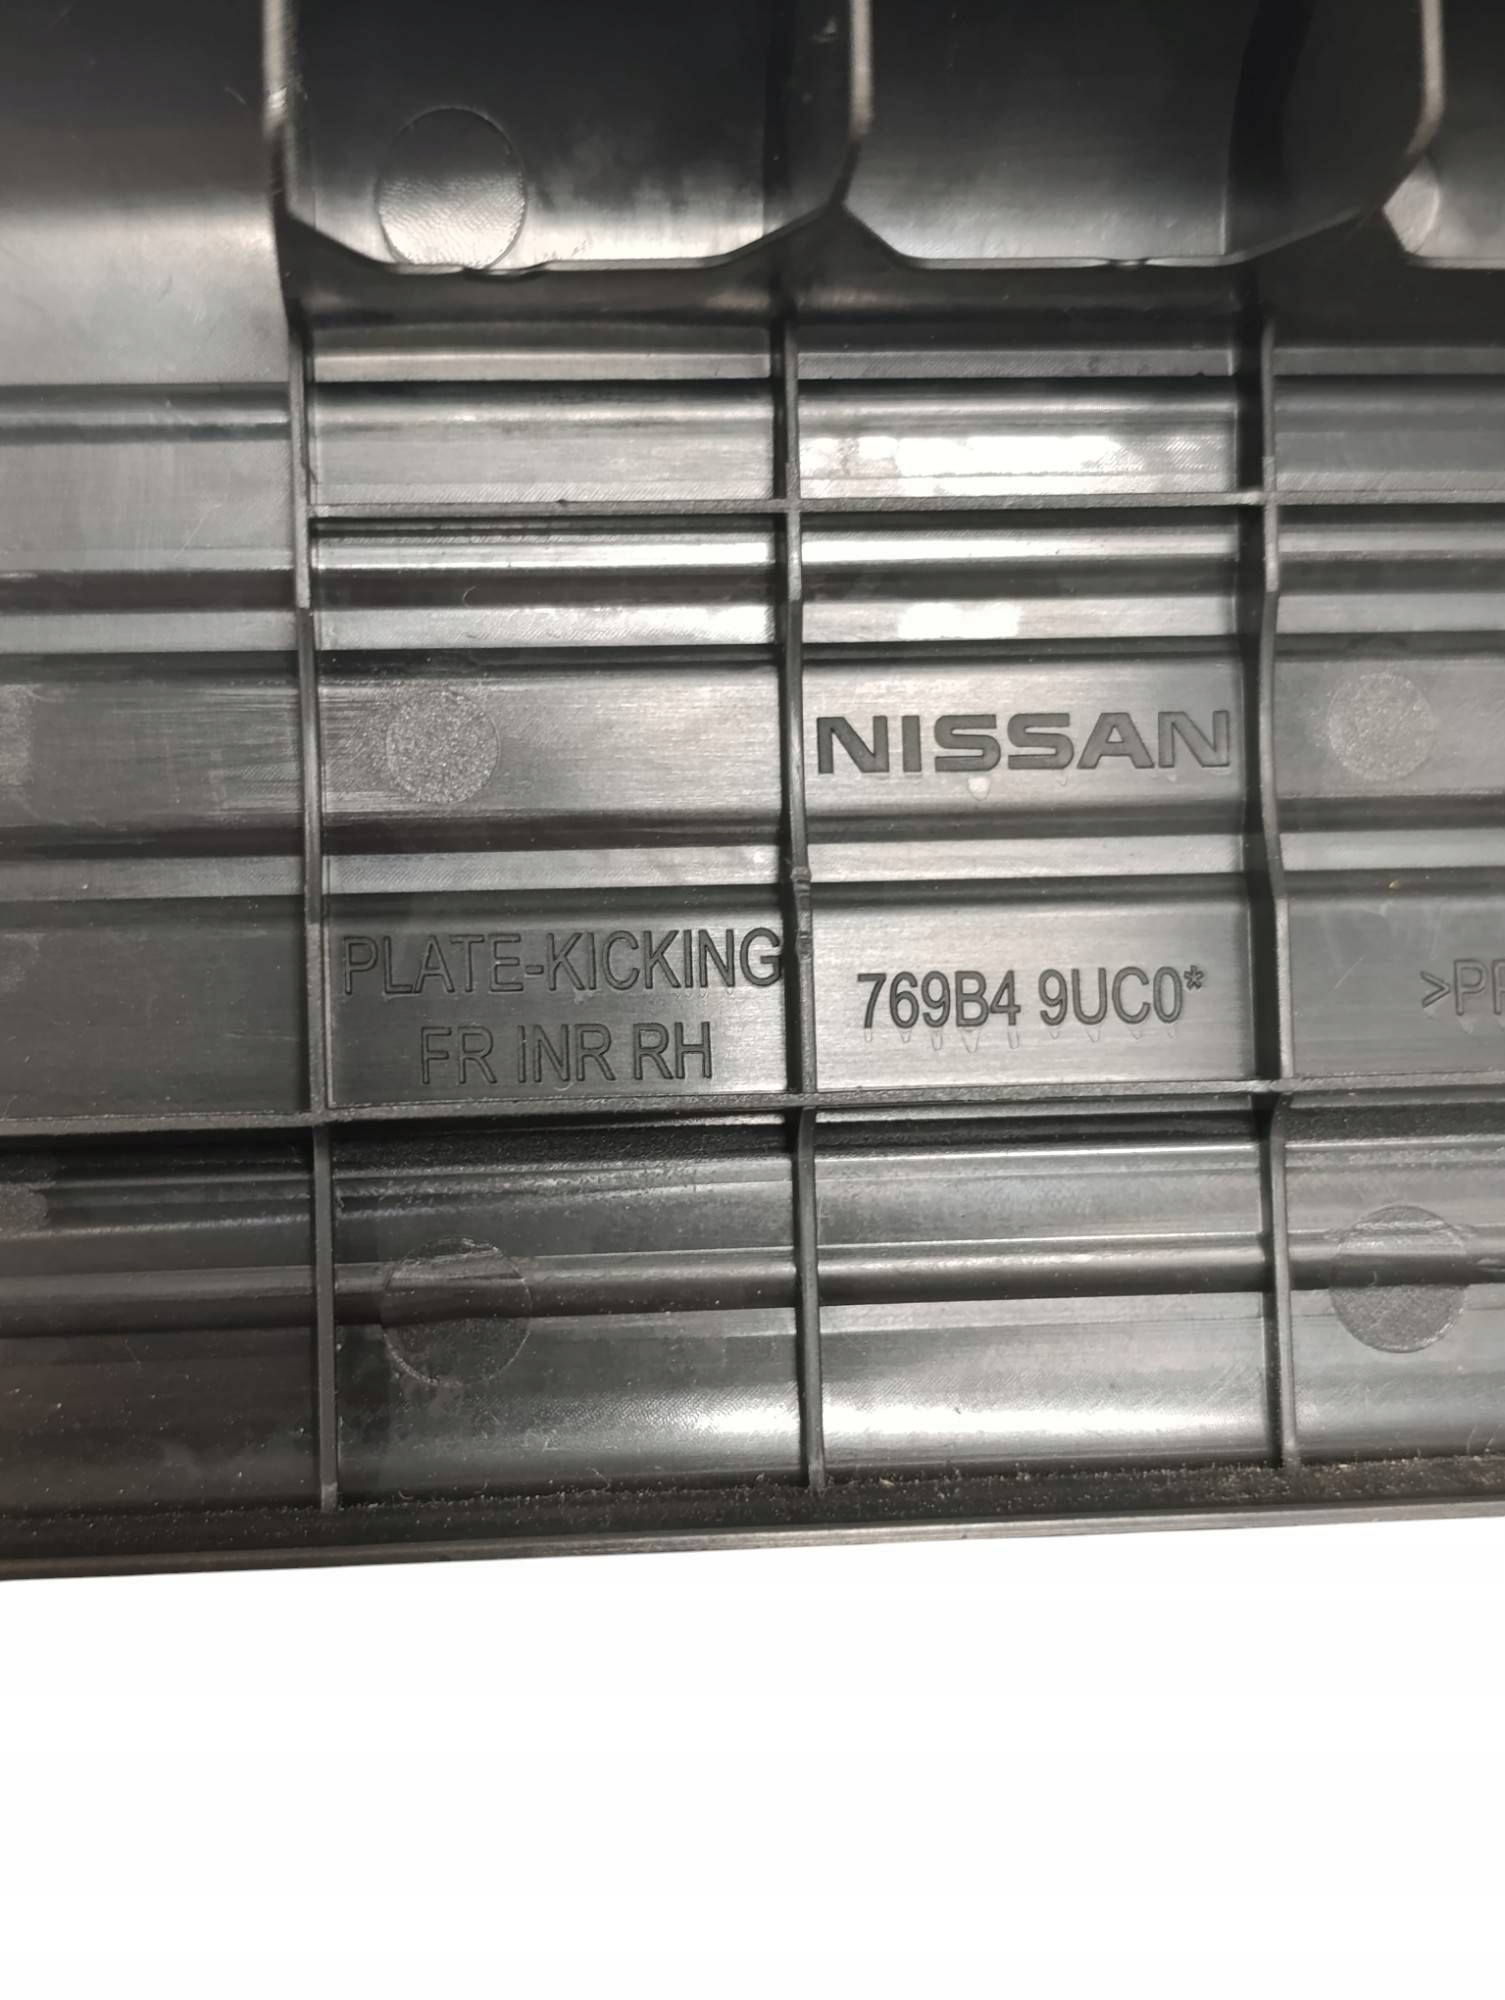 NISSAN
PLATE-KICKING
FR INR RH
769B4 9UC0*